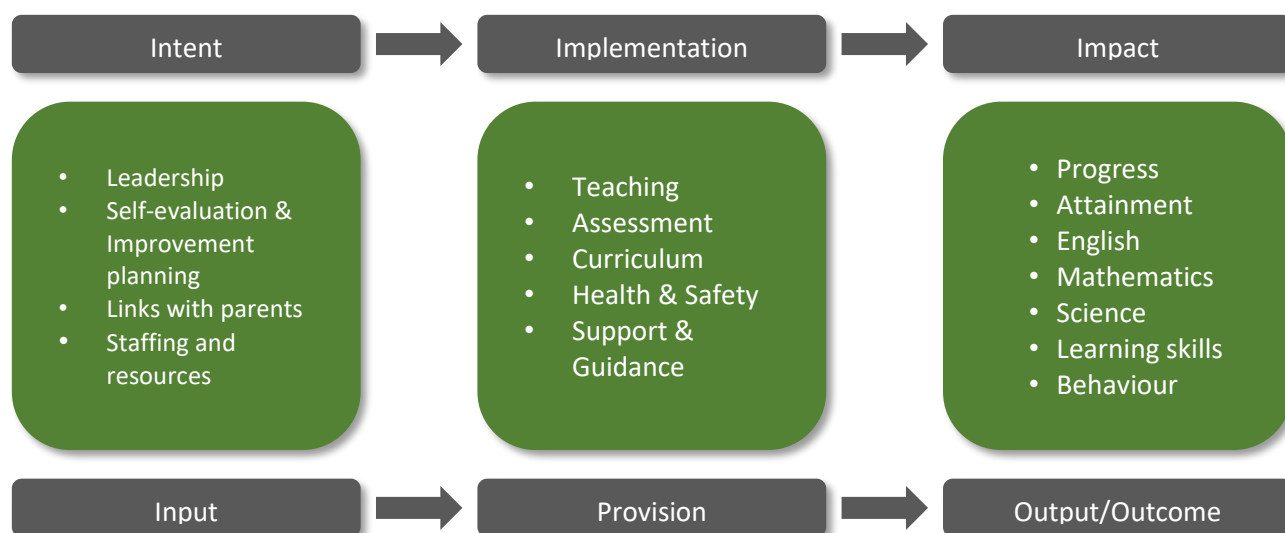 Intent
Implementation
Impact
• Leadership
• Self-evaluation &
Improvement
planning
• Links with parents
• Staffing and
resources
• Teaching
• Assessment
• Curriculum
• Health & Safety
• Support &
Guidance
• Progress
• Attainment
• English
• Mathematics
• Science
• Learning skills
• Behaviour
Input
Provision
Output/Outcome